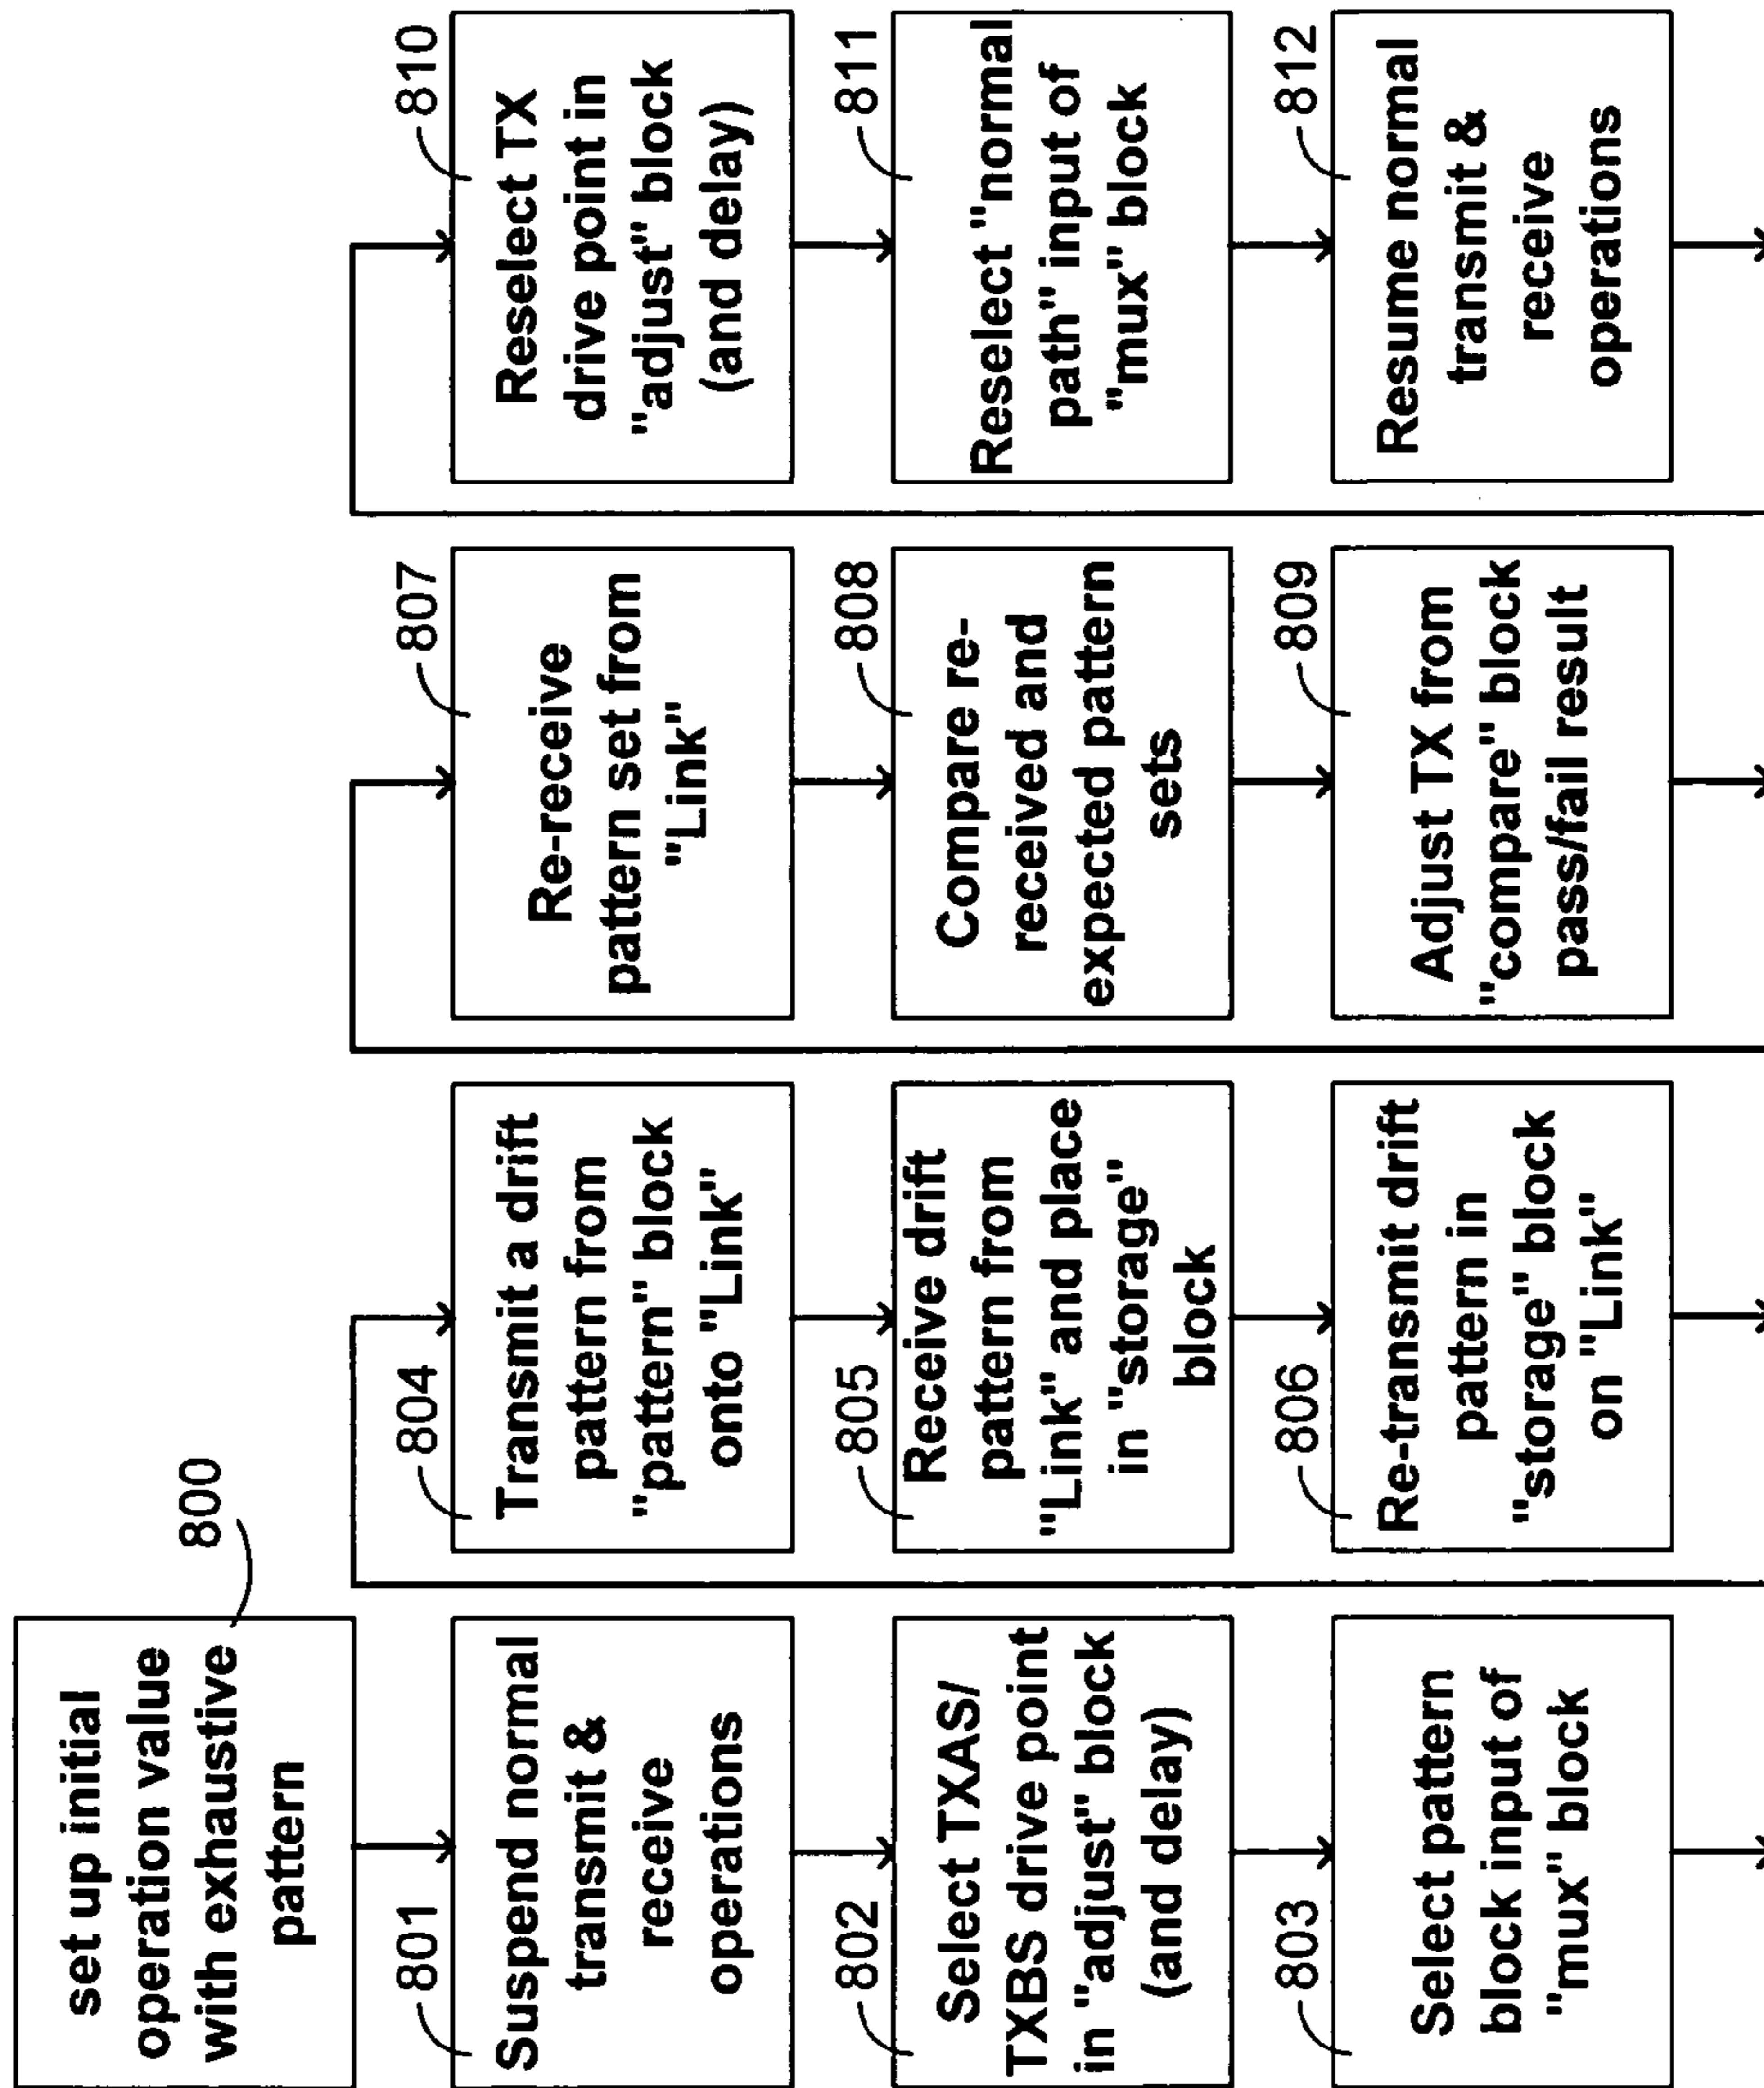 800
set up initial
operation value
with exhaustive
pattern
801
Suspend normal
transmit &
receive
operations
802
Select TXAS/
TXBS drive point
in "adjust" block
(and delay)
803
Select pattern
block input of
"mux" block
804
Transmit a drift
pattern from
"pattern" block
onto "Link"
805
Receive drift
pattern from
"Link" and place
in "storage"
block
806
Re-transmit drift
pattern in
"storage" block
on "Link"
807
Re-receive
pattern set from
"Link"
808
Compare re-
received and
expected pattern
sets
809
Adjust TX from
"compare" block
pass/fail result
810
Reselect TX
drive point in
"adjust" block
(and delay)
811
Reselect "normal
path" input of
"mux" block
812
Resume normal
transmit &
receive
operations